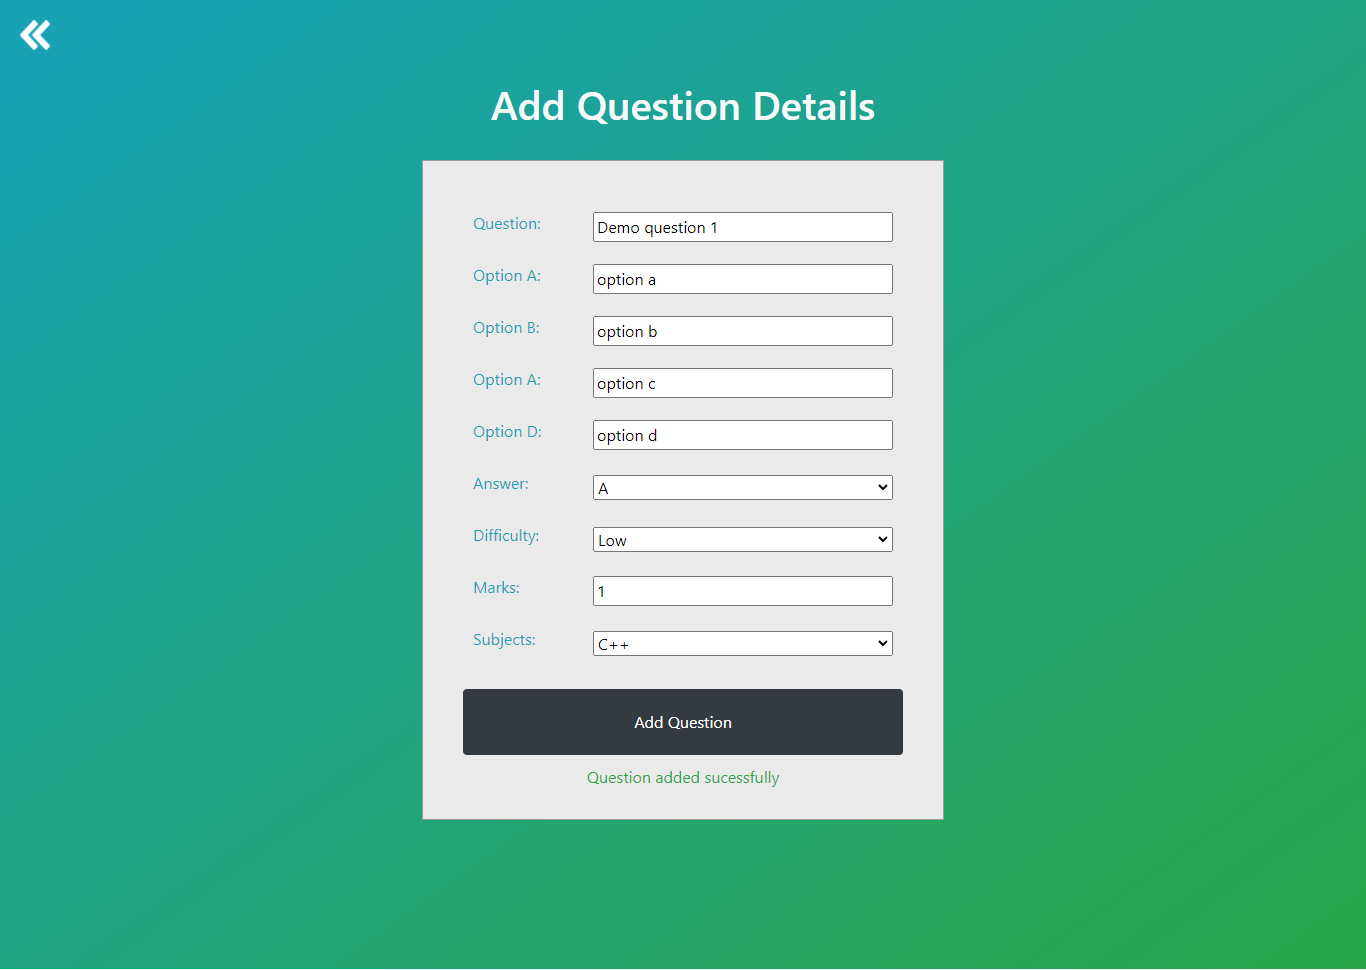 Add Question Details
Question: Demo question 1
Option A: option a
Option B: option b
Option A: option c
Option D: option d
Answer: A
Difficulty: Low
Marks: 1
Subjects: C++
Add Question
Question added sucessfully